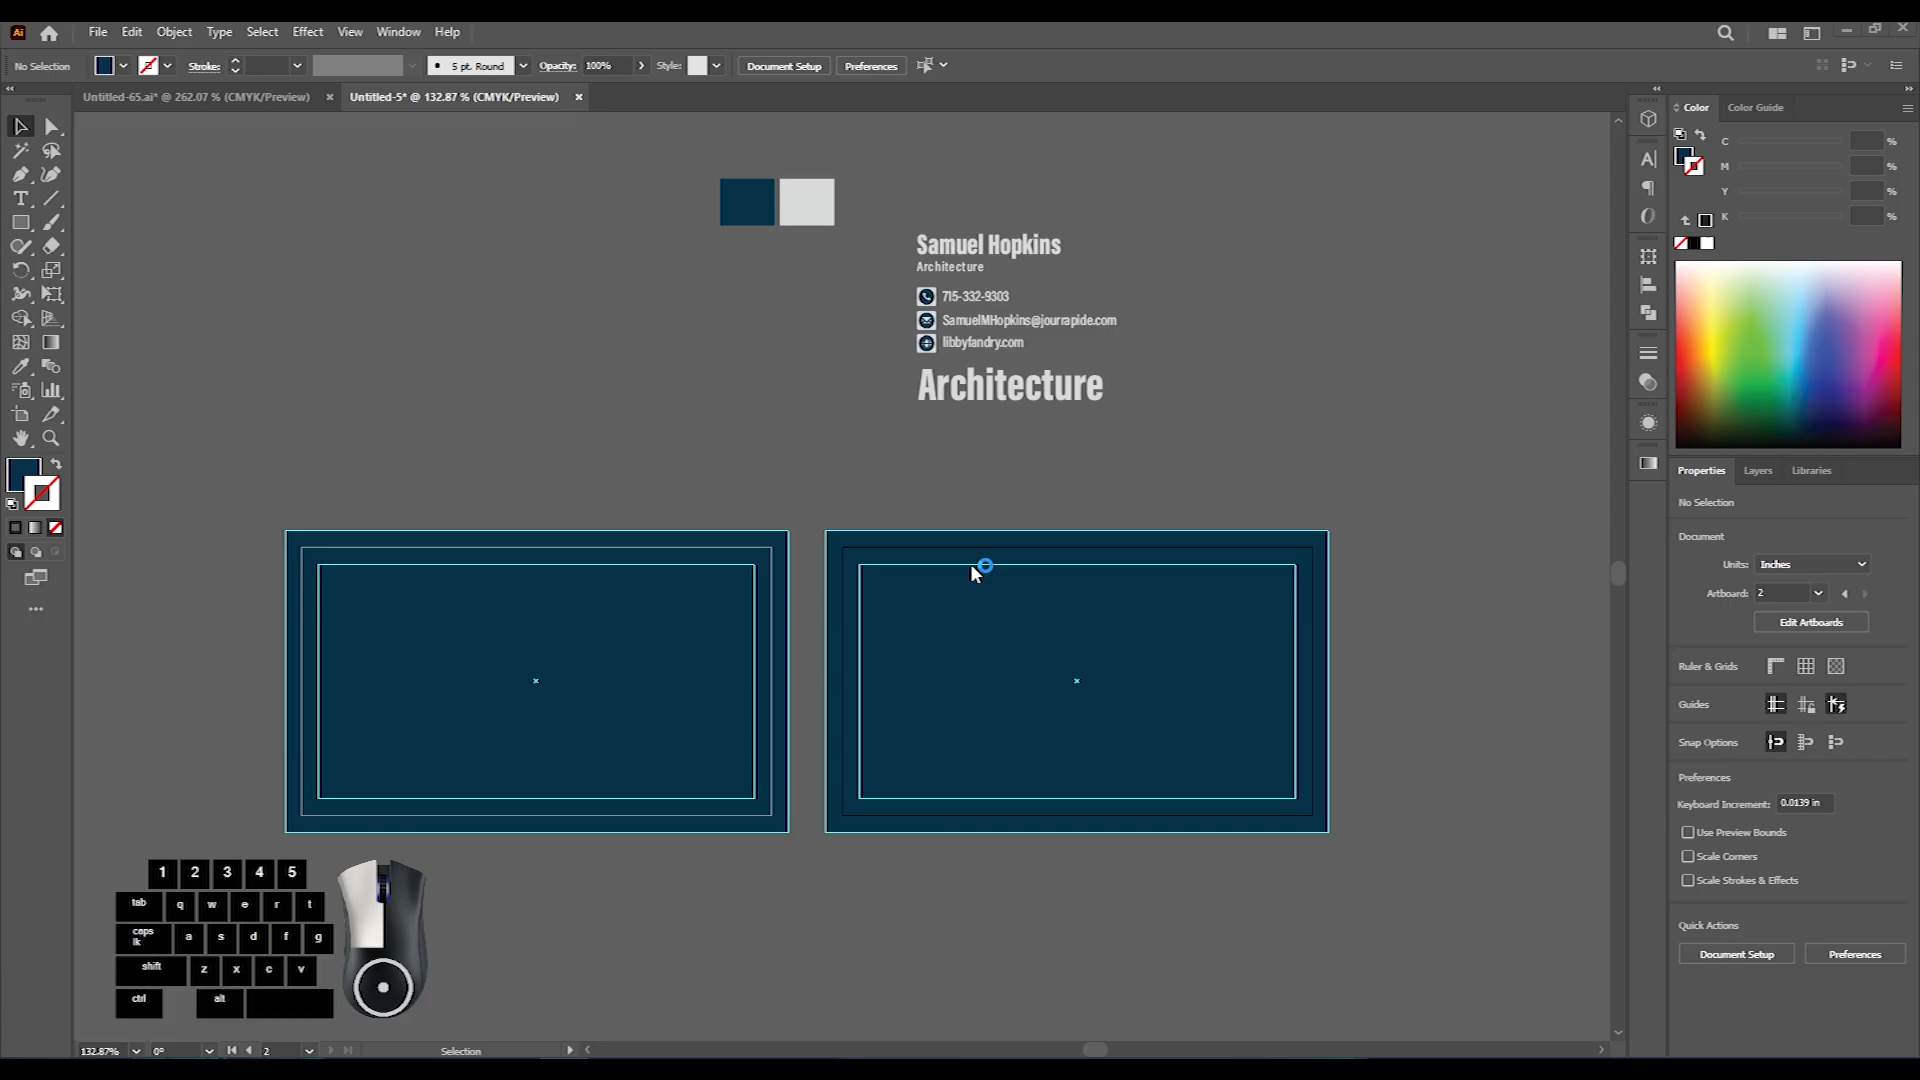 Ai File Edit Object Type Select Effect View Window Help
No Selection Stroke: 5 pt. Round Opacity: 100% Style: Document Setup Preferences
Untitled-65.ai* @ 262.07 % (CMYK/Preview) × Untitled-5* @ 132.87 % (CMYK/Preview) ×
Color Color Guide
C %
M %
Y %
K %
Samuel Hopkins
Architecture
715-332-9303
SamuelMHopkins@jourrapide.com
libbyfandry.com
Architecture
Properties Layers Libraries
No Selection
Document
Units: Inches
Artboard: 2
Edit Artboards
Ruler & Grids
Guides
Snap Options
Preferences
Keyboard Increment: 0.0139 in
Use Preview Bounds
Scale Corners
Scale Strokes & Effects
Quick Actions
Document Setup Preferences
1 2 3 4 5
tab q w e r t
caps lk a s d f g
shift z x c v
ctrl alt
132.87% 0° 2 Selection